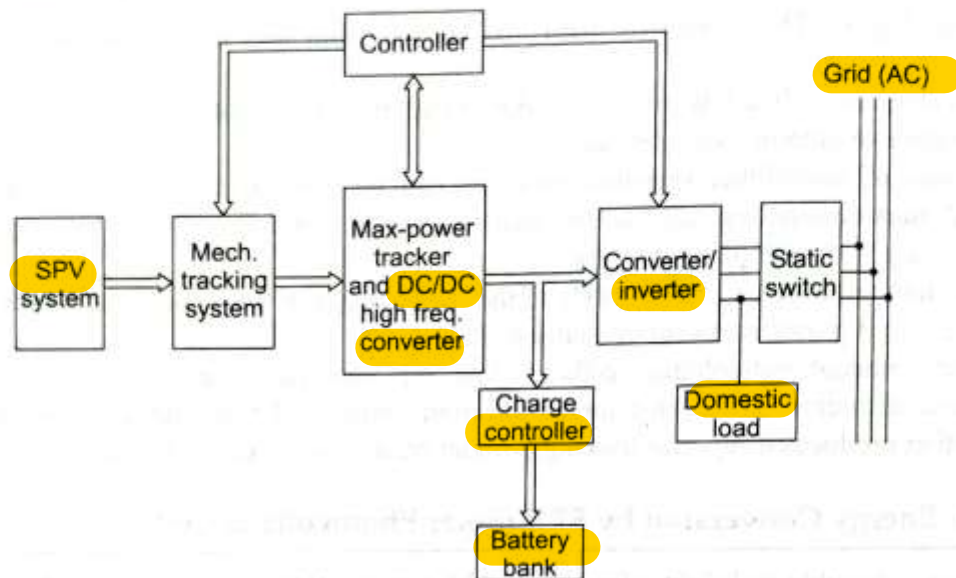 Controller
Grid (AC)
SPV
system
Mech.
tracking
system
Max-power
tracker
and DC/DC
high freq.
converter
Converter/
inverter
Static
switch
Charge
controller
Domestic
load
Battery
bank